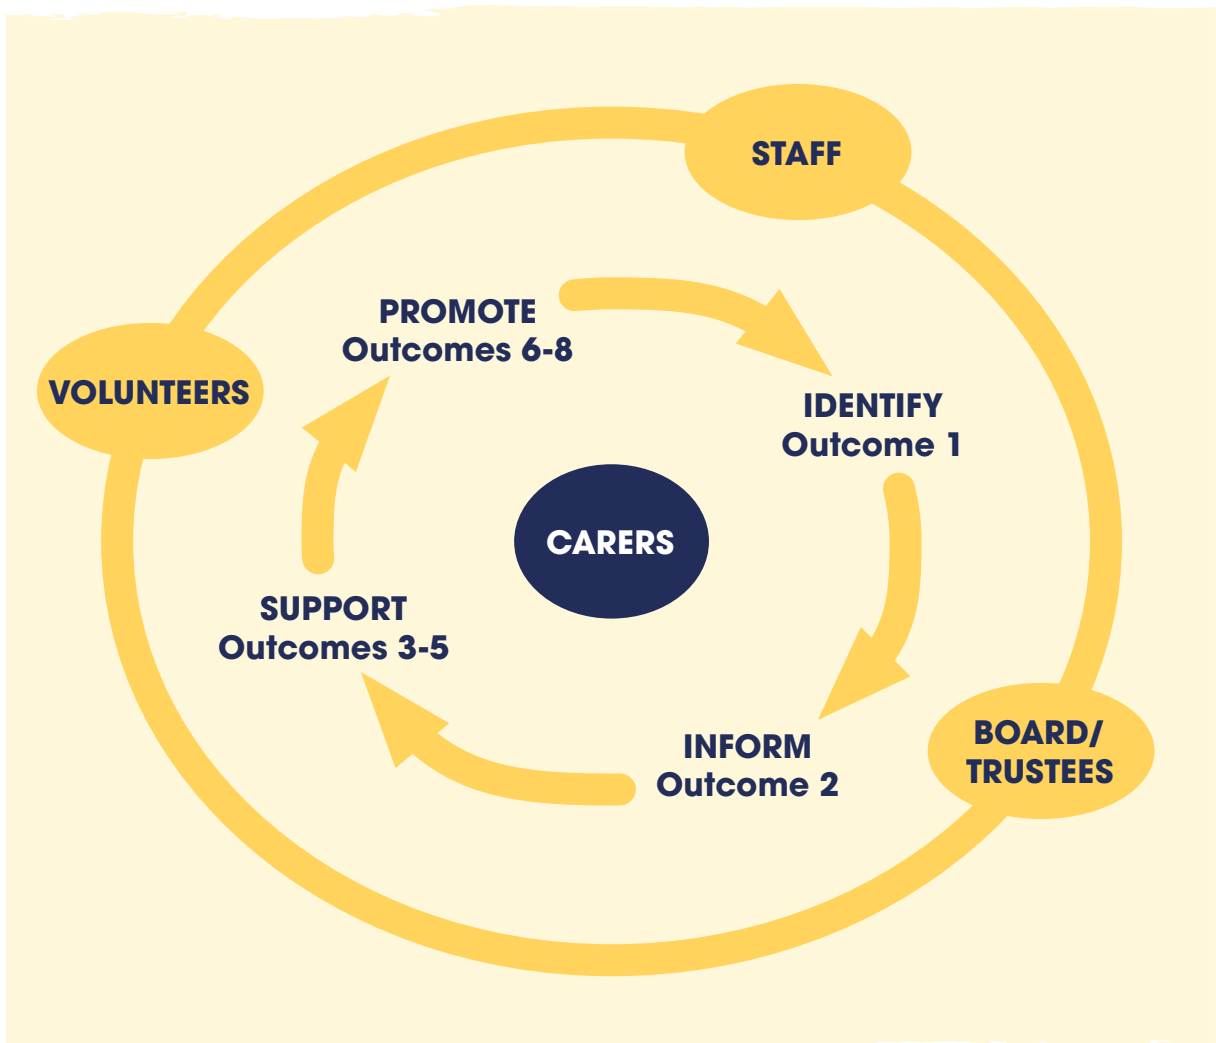 STAFF
PROMOTE
Outcomes 6-8
VOLUNTEERS
IDENTIFY
Outcome 1
CARERS
SUPPORT
Outcomes 3-5
INFORM
Outcome 2
BOARD/
TRUSTEES